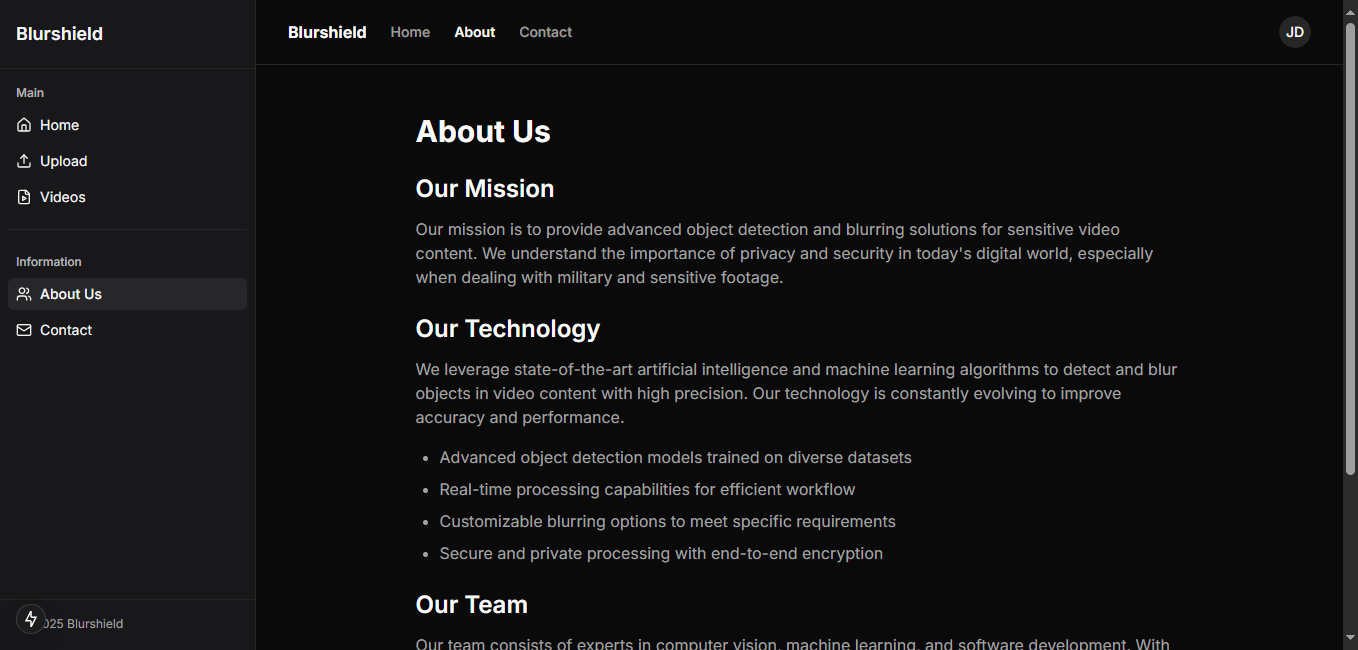 Blurshield
Main
Home
Upload
Videos
Information
About Us
Contact
025 Blurshield
Blurshield
Home
About
Contact
JD
About Us
Our Mission
Our mission is to provide advanced object detection and blurring solutions for sensitive video
content. We understand the importance of privacy and security in today's digital world, especially
when dealing with military and sensitive footage.
Our Technology
We leverage state-of-the-art artificial intelligence and machine learning algorithms to detect and blur
objects in video content with high precision. Our technology is constantly evolving to improve
accuracy and performance.
• Advanced object detection models trained on diverse datasets
• Real-time processing capabilities for efficient workflow
• Customizable blurring options to meet specific requirements
• Secure and private processing with end-to-end encryption
Our Team
Our team consists of experts in computer vision, machine learning, and software development. With